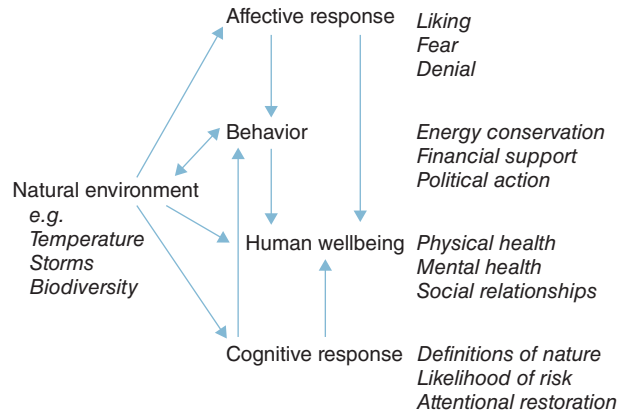 Affective response
Liking
Fear
Denial
Behavior
Energy conservation
Financial support
Political action
Natural environment
e.g.
Temperature
Storms
Biodiversity
Human wellbeing
Physical health
Mental health
Social relationships
Cognitive response
Definitions of nature
Likelihood of risk
Attentional restoration